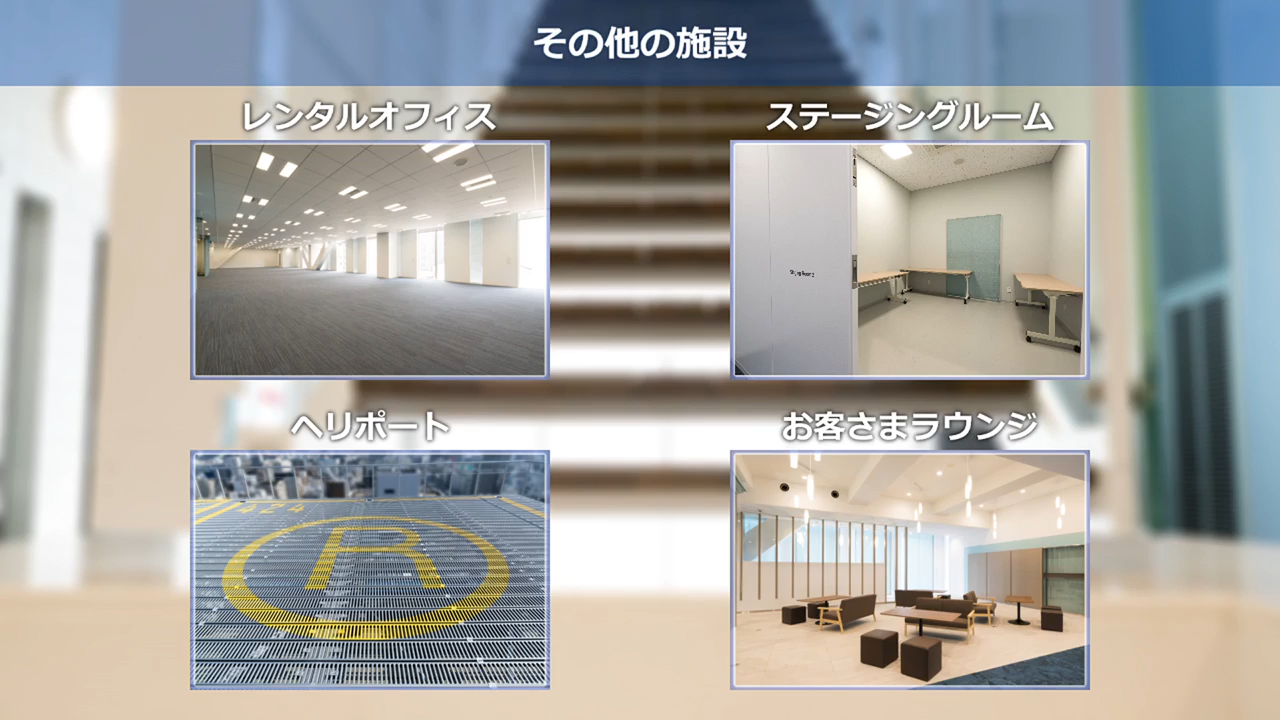 その他の施設
レンタルオフィス
ステージングルーム
ヘリポート
お客さまラウンジ
R